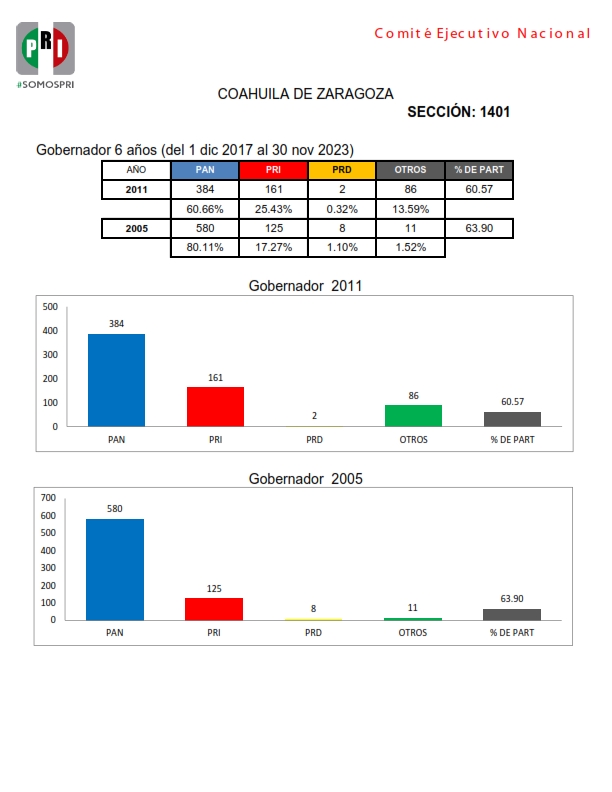 Comité Ejecutivo Nacional
PRI
#SOMOSPRI
COAHUILA DE ZARAGOZA
SECCIÓN: 1401
Gobernador 6 años (del 1 dic 2017 al 30 nov 2023)
AÑO PAN PRI PRD OTROS % DE PART
2011 384 161 2 86 60.57
60.66% 25.43% 0.32% 13.59%
2005 580 125 8 11 63.90
80.11% 17.27% 1.10% 1.52%
Gobernador 2011
500
400
300
200
100
0
384
161
2
86
60.57
PAN PRI PRD OTROS % DE PART
Gobernador 2005
700
600
500
400
300
200
100
0
580
125
8
11
63.90
PAN PRI PRD OTROS % DE PART